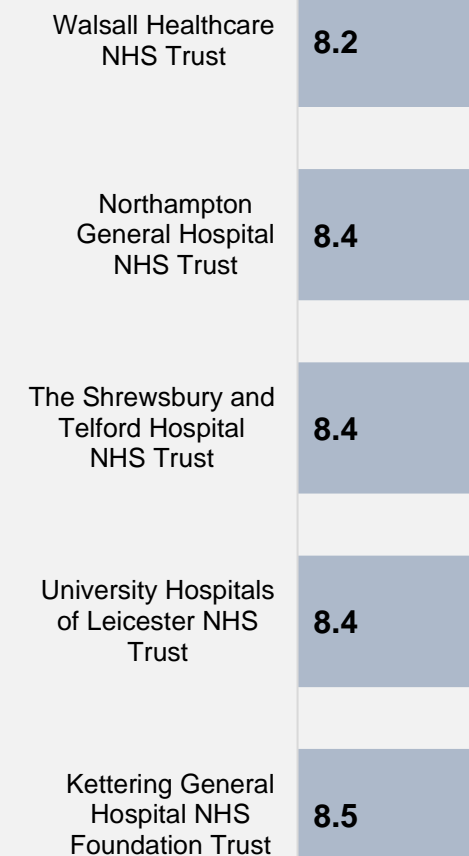 Walsall Healthcare
NHS Trust
8.2
Northampton
General Hospital
NHS Trust
8.4
The Shrewsbury and
Telford Hospital
NHS Trust
8.4
University Hospitals
of Leicester NHS
Trust
8.4
Kettering General
Hospital NHS
Foundation Trust
8.5